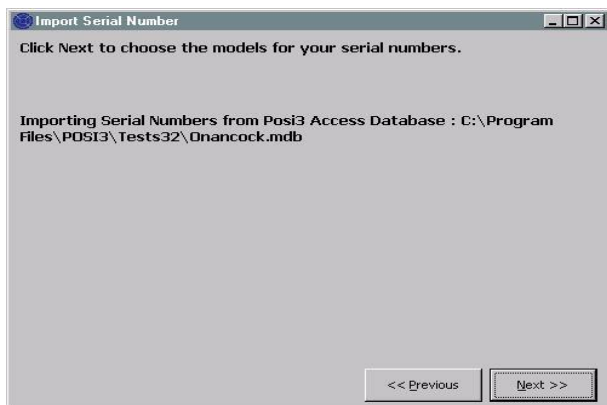 Import Serial Number
Click Next to choose the models for your serial numbers.
Importing Serial Numbers from Posi3 Access Database : C:\Program
Files\POSI3\Tests32\Onancock.mdb
<< Previous
Next >>